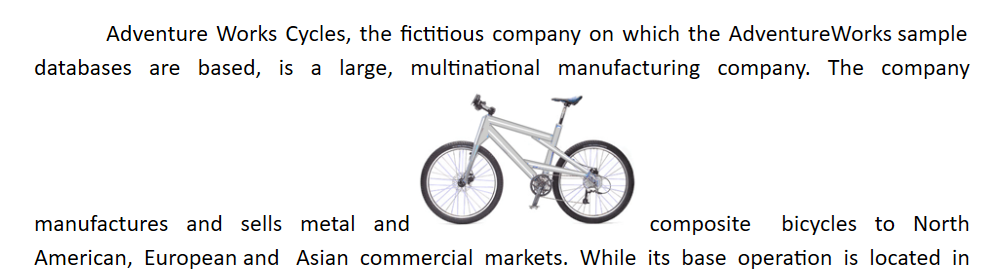 Adventure Works Cycles, the fictitious company on which the AdventureWorks sample
databases are based, is a large, multinational manufacturing company. The company
manufactures and sells metal and composite bicycles to North
American, European and Asian commercial markets. While its base operation is located in